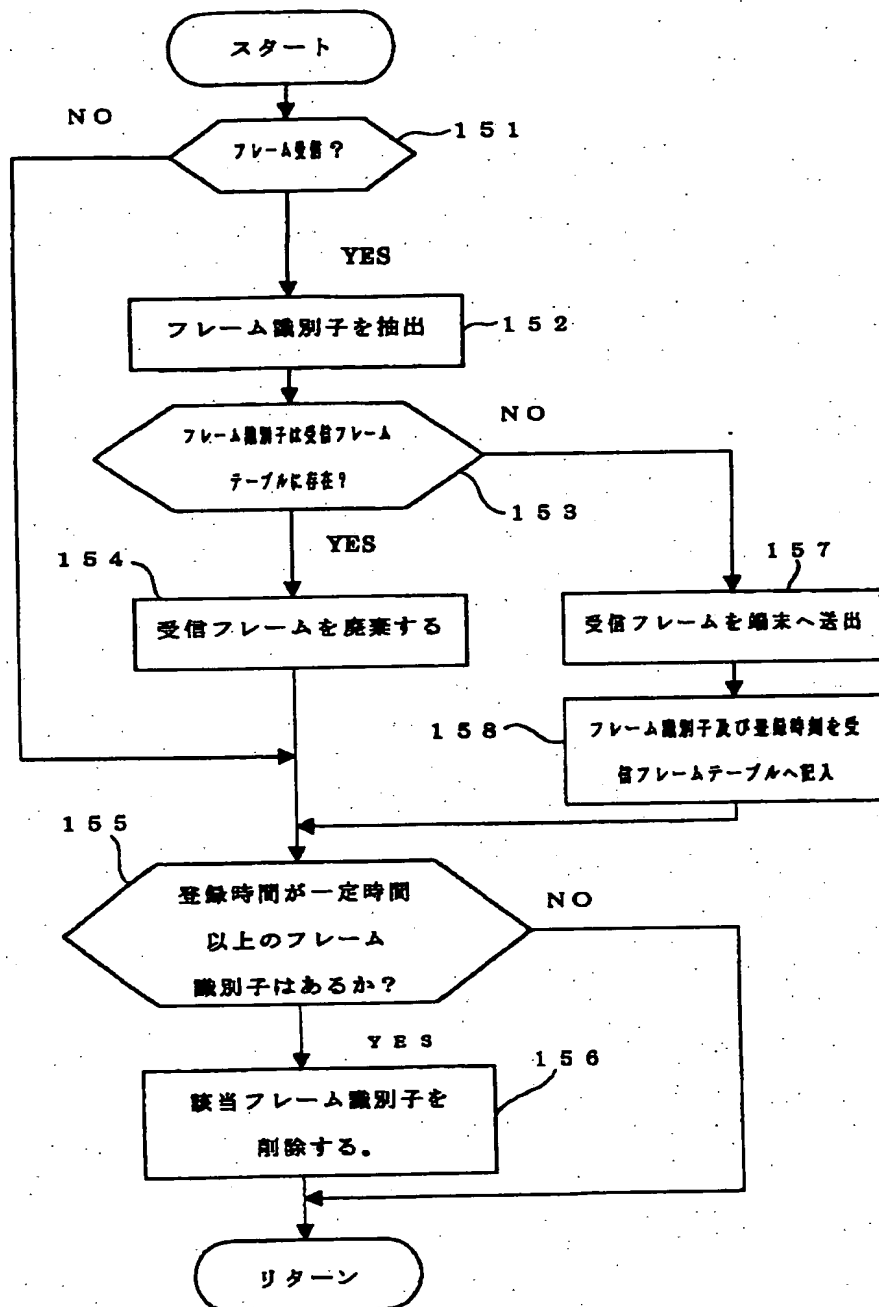 スタート
NO
151
フレーム受信?
YES
フレーム識別子を抽出
152
NO
フレーム識別子は受信フレーム
テーブルに存在?
153
YES
154
157
受信フレームを廃棄する
受信フレームを端末へ送出
158
フレーム識別子及び登録時刻を受
信フレームテーブルへ記入
155
登録時間が一定時間
以上のフレーム
識別子はあるか?
NO
YES
156
該当フレーム識別子を
削除する。
リターン